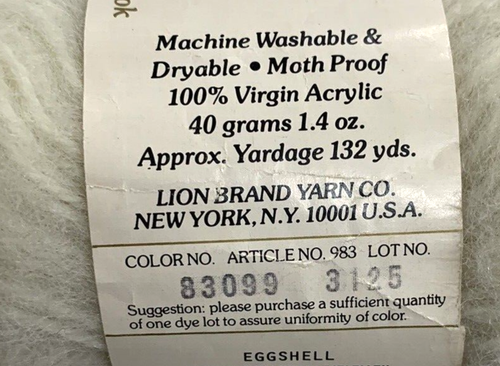 ok
Machine Washable &
Dryable • Moth Proof
100% Virgin Acrylic
40 grams 1.4 oz.
Approx. Yardage 132 yds.
LION BRAND YARN CO.
NEW YORK, N.Y. 10001 U.S.A.
COLOR NO. ARTICLE NO. 983 LOT NO.
83099 3125
Suggestion: please purchase a sufficient quantity
of one dye lot to assure uniformity of color.
EGGSHELL